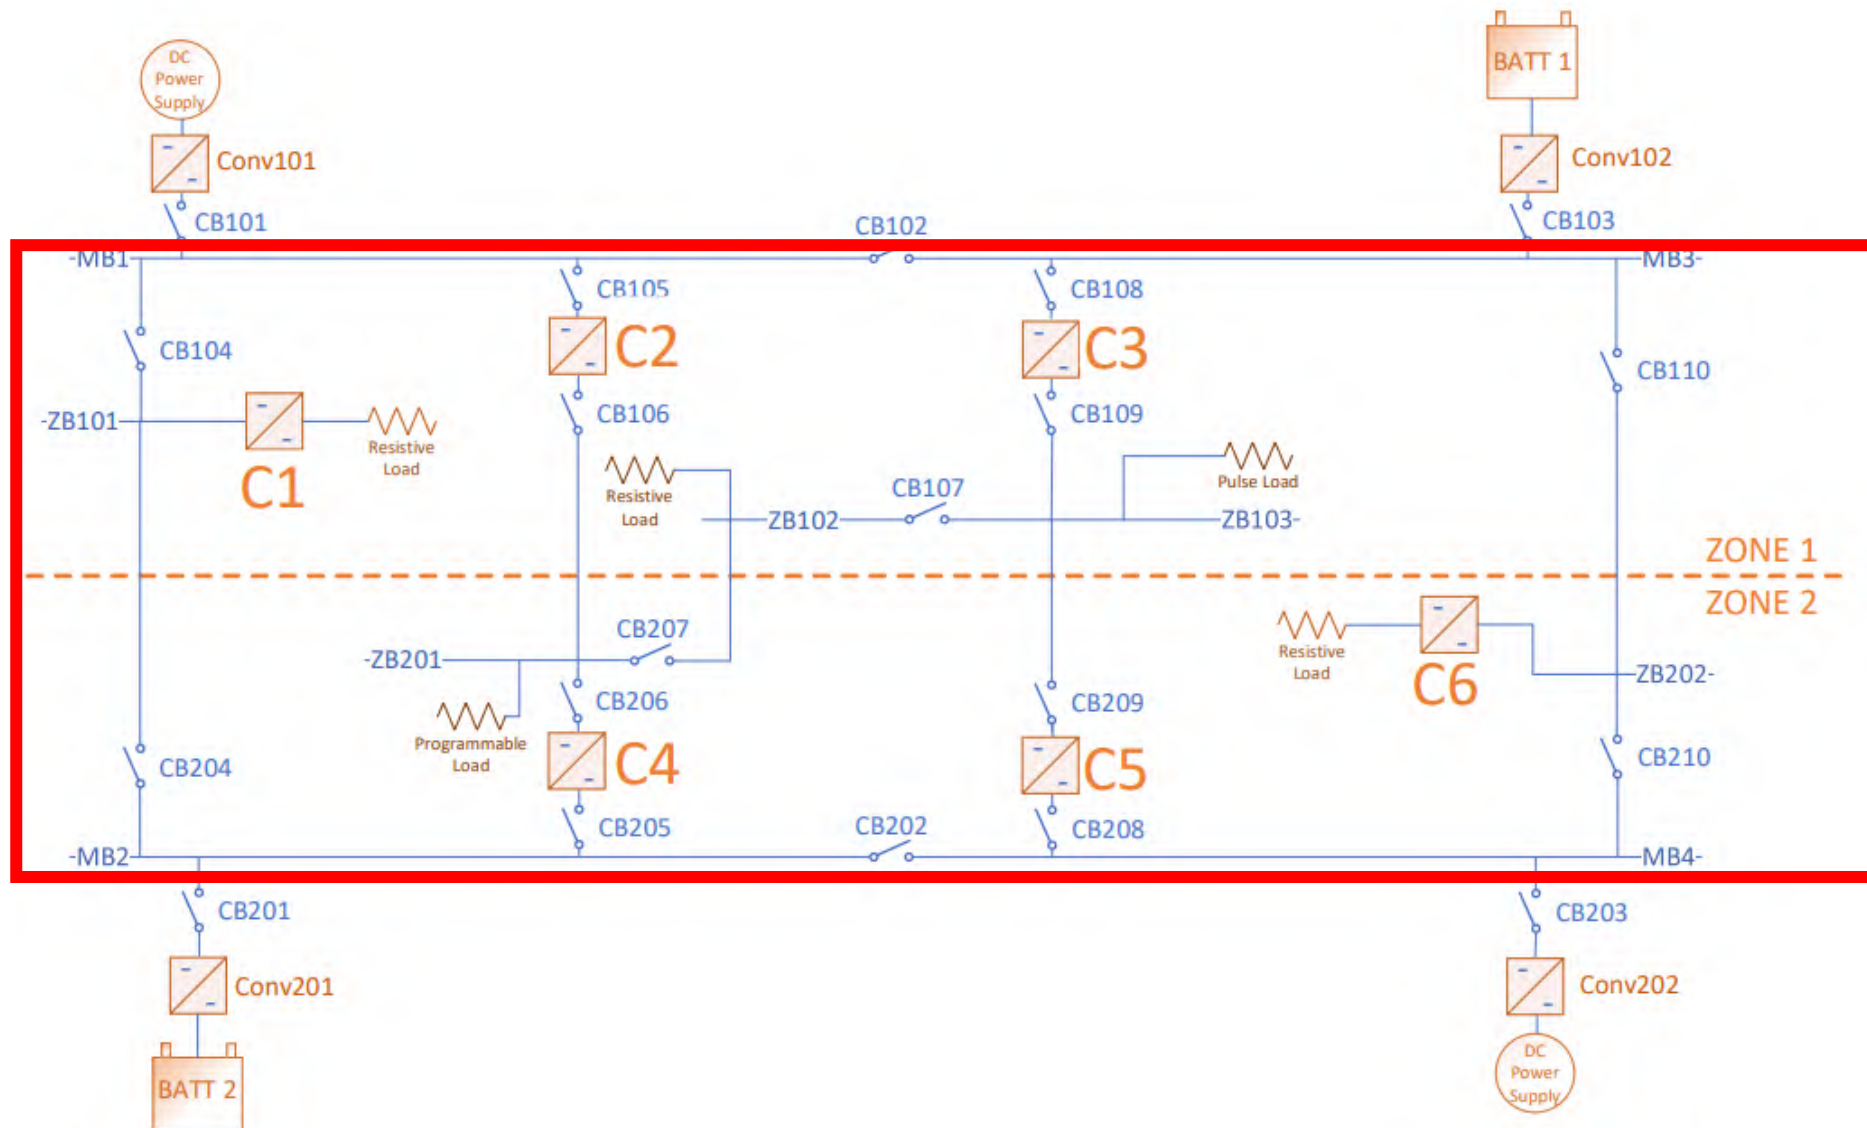 DC
Power
Supply
BATT 1
Conv101
Conv102
CB101
CB102
CB103
-MB1-
-MB3-
CB105
CB108
C2
C3
CB104
CB110
CB106
CB109
-ZB101-
Resistive
Load
C1
Resistive
Load
CB107
Pulse Load
-ZB102-
-ZB103-
ZONE 1
ZONE 2
CB207
-ZB201-
Resistive
Load
C6
-ZB202-
CB206
CB209
Programmable
Load
CB204
C4
C5
CB210
CB205
CB202
CB208
-MB2-
-MB4-
CB201
CB203
Conv201
Conv202
BATT 2
DC
Power
Supply